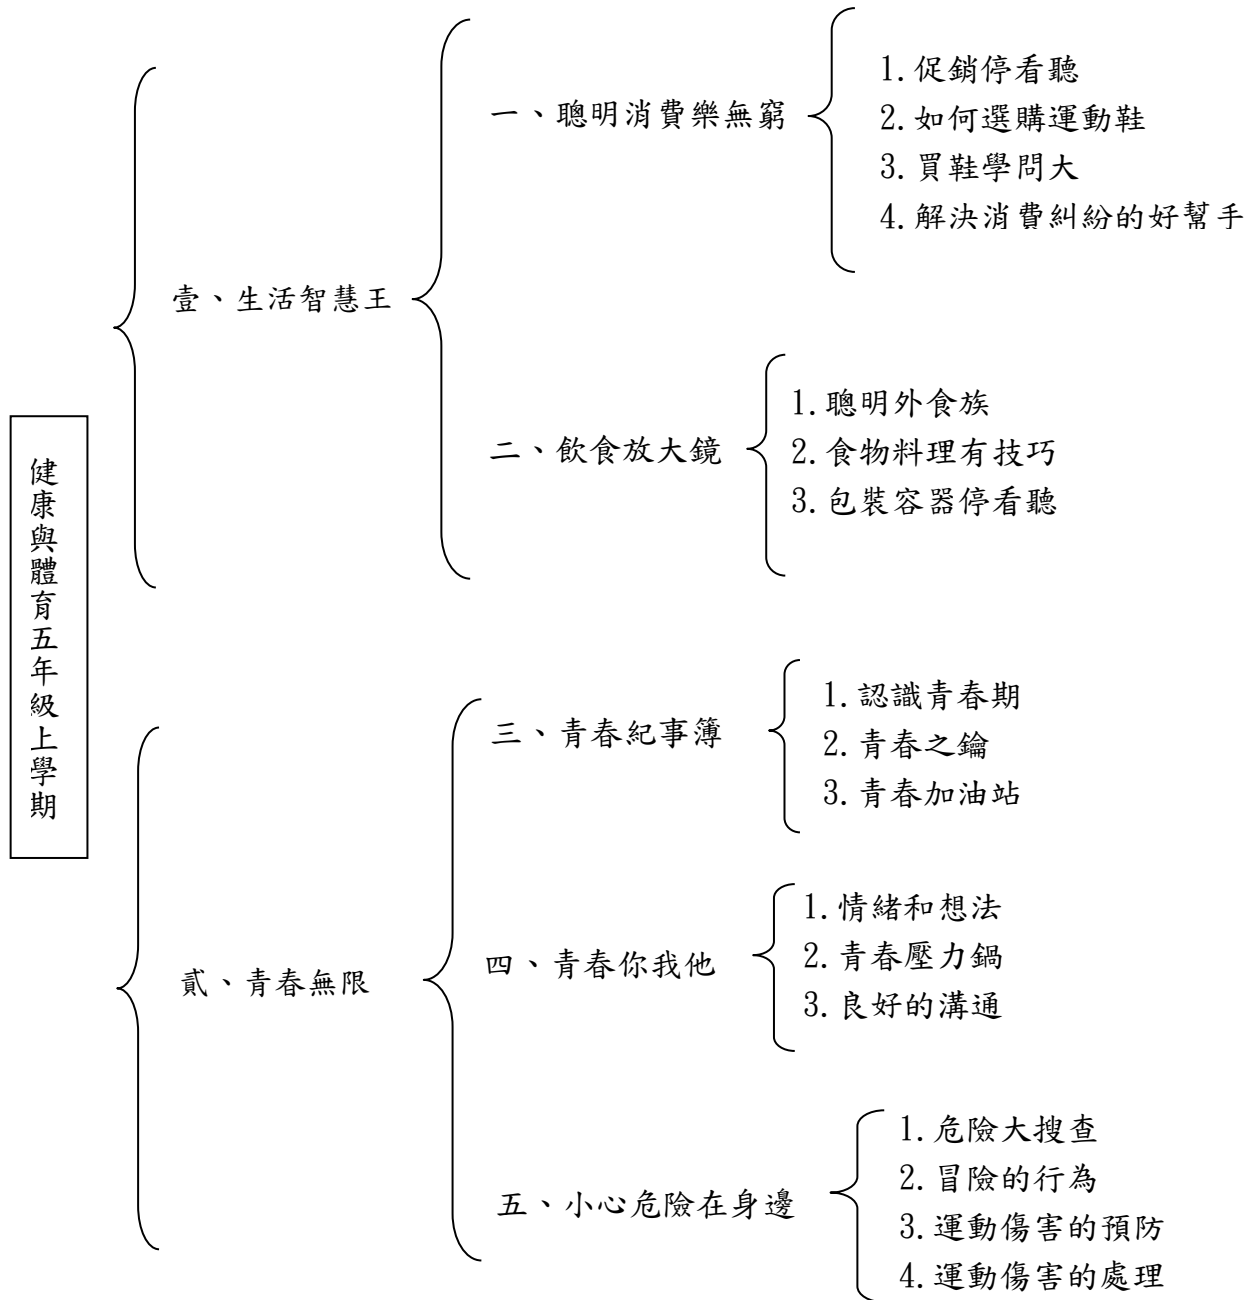 健康與體育五年級上學期
壹、生活智慧王
一、聰明消費樂無窮
1.促銷停看聽
2.如何選購運動鞋
3.買鞋學問大
4.解決消費糾紛的好幫手
二、飲食放大鏡
1.聰明外食族
2.食物料理有技巧
3.包裝容器停看聽
貳、青春無限
三、青春紀事簿
1.認識青春期
2.青春之鑰
3.青春加油站
四、青春你我他
1.情緒和想法
2.青春壓力鍋
3.良好的溝通
五、小心危險在身邊
1.危險大搜查
2.冒險的行為
3.運動傷害的預防
4.運動傷害的處理